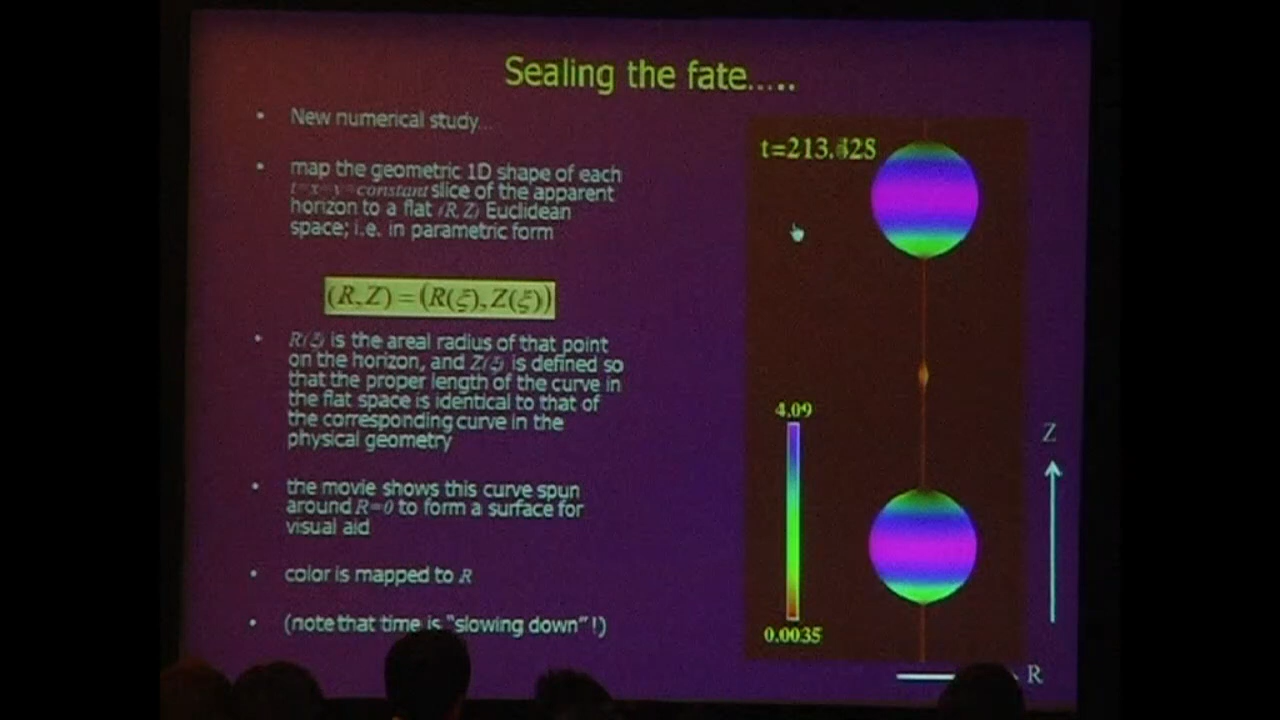 Sealing the fate.....
• New numerical study...
• map the geometric 1D shape of each
t=x=y=constant slice of the apparent
horizon to a flat (R,Z) Euclidean
space; i.e. in parametric form
(R,Z)=(R(ξ),Z(ξ))
• R(ξ) is the areal radius of that point
on the horizon, and Z(ξ) is defined so
that the proper length of the curve in
the flat space is identical to that of
the corresponding curve in the
physical geometry
• the movie shows this curve spun
around R=0 to form a surface for
visual aid
• color is mapped to R
• (note that time is "slowing down"!)
4.09
0.0035
Z
R